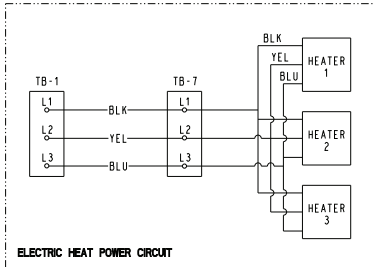 BLK
YEL
BLU
HEATER
1
TB-1
TB-7
L1
BLK
L1
L2
YEL
L2
HEATER
2
L3
BLU
L3
HEATER
3
ELECTRIC HEAT POWER CIRCUIT